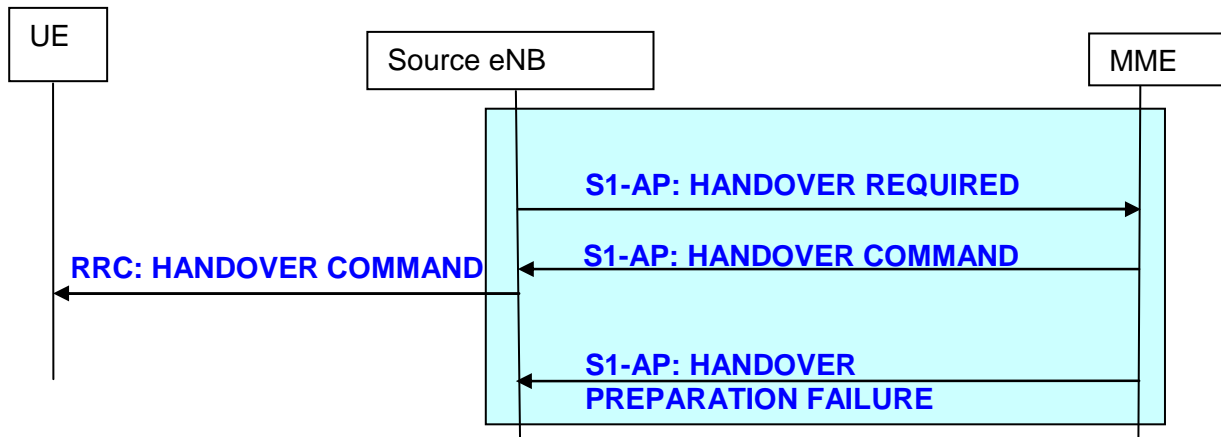 UE
Source eNB
MME
S1-AP: HANDOVER REQUIRED
S1-AP: HANDOVER COMMAND
RRC: HANDOVER COMMAND
S1-AP: HANDOVER
PREPARATION FAILURE